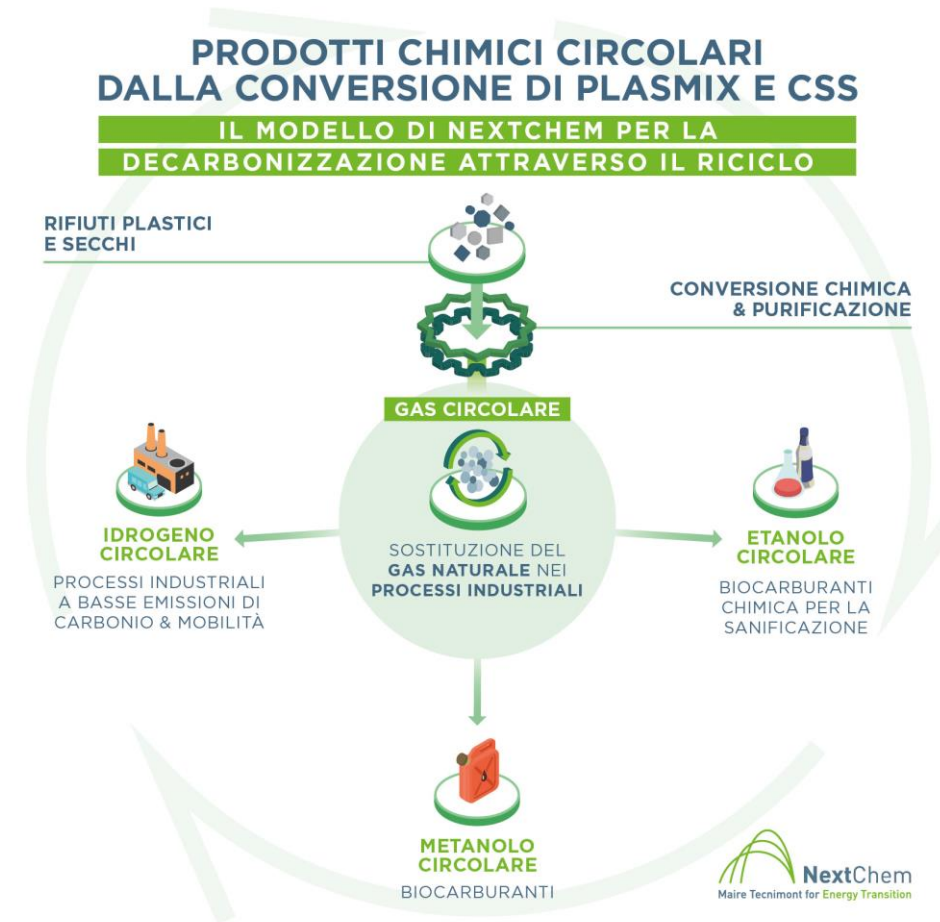 PRODOTTI CHIMICI CIRCOLARI
DALLA CONVERSIONE DI PLASMIX E CSS
IL MODELLO DI NEXTCHEM PER LA
DECARBONIZZAZIONE ATTRAVERSO IL RICICLO
RIFIUTI PLASTICI
E SECCHI
CONVERSIONE CHIMICA
& PURIFICAZIONE
GAS CIRCOLARE
SOSTITUZIONE DEL
GAS NATURALE NEI
PROCESSI INDUSTRIALI
IDROGENO
CIRCOLARE
PROCESSI INDUSTRIALI
A BASSE EMISSIONI DI
CARBONIO & MOBILITÀ
ETANOLO
CIRCOLARE
BIOCARBURANTI
CHIMICA PER LA
SANIFICAZIONE
METANOLO
CIRCOLARE
BIOCARBURANTI
NextChem
Maire Tecnimont for Energy Transition